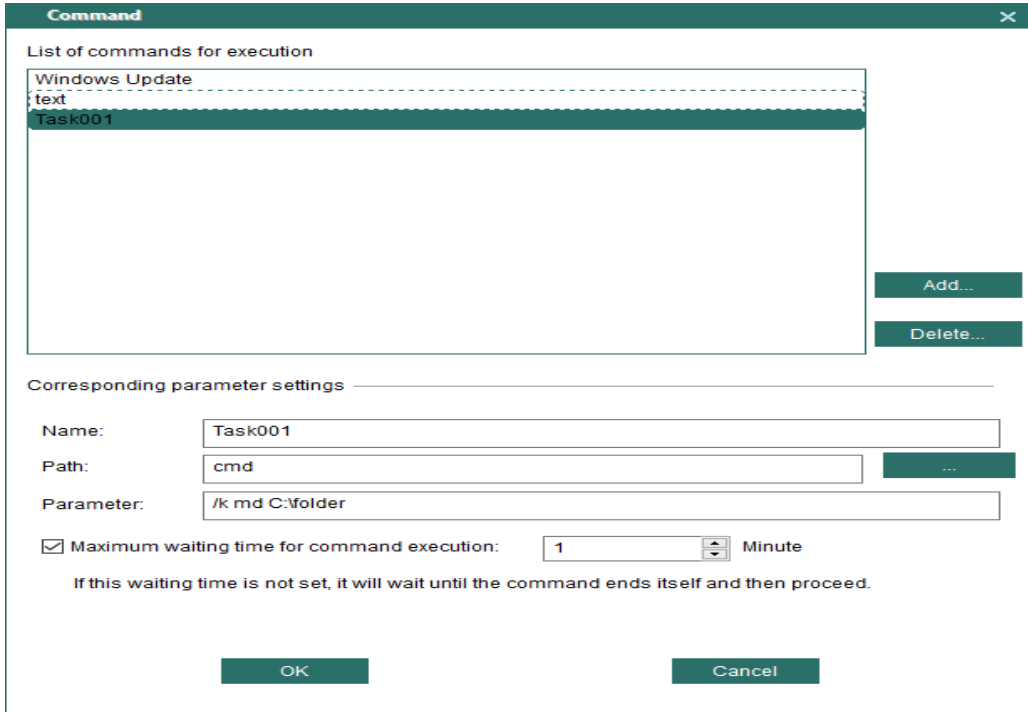 Command
List of commands for execution
Windows Update
text
Task001
Add...
Delete...
Corresponding parameter settings
Name: Task001
Path: cmd ...
Parameter: /k md C:\folder
Maximum waiting time for command execution: 1 Minute
If this waiting time is not set, it will wait until the command ends itself and then proceed.
OK Cancel